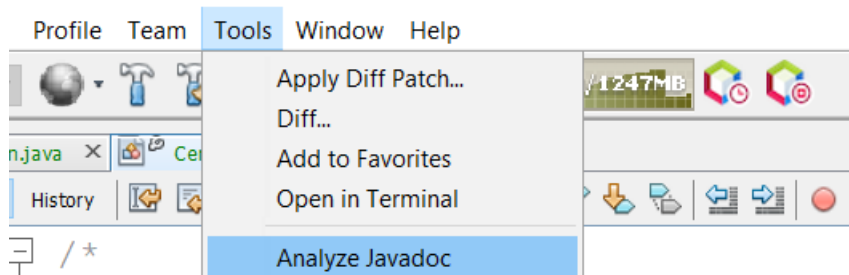 Profile Team Tools Window Help
Apply Diff Patch...
/1247MB
Diff...
n.java
Cer
Add to Favorites
History
Open in Terminal
/*
Analyze Javadoc